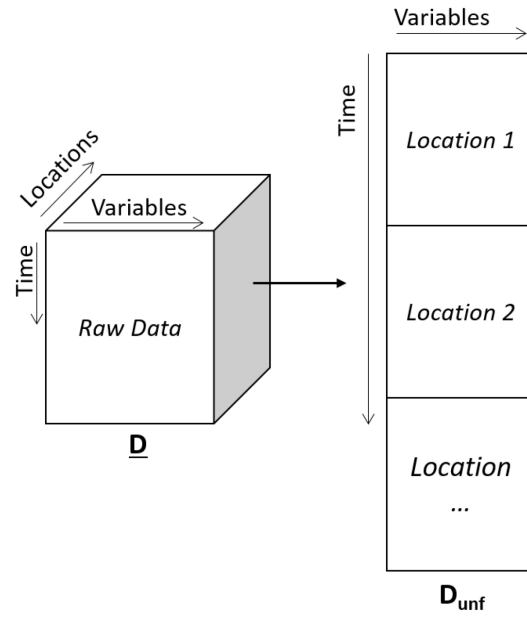 Variables
Time
Location 1
Locations
Variables
Time
Location 2
Raw Data
D
Location
...
Dunf